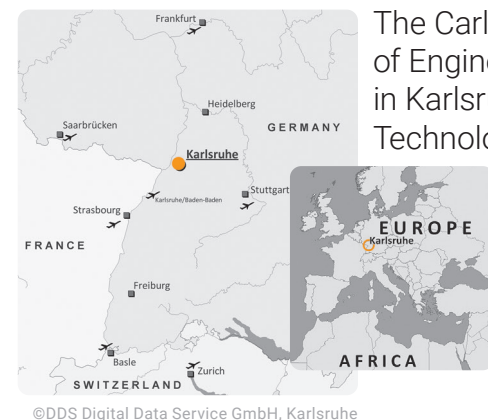 Frankfurt
Heidelberg
Saarbrücken
GERMANY
Karlsruhe
Karlsruhe/Baden-Baden
Stuttgart
Strasbourg
FRANCE
Freiburg
Basle
Zurich
SWITZERLAND
©DDS Digital Data Service GmbH, Karlsruhe
The Carl
of Engin
in Karlsr
Technolo
EUROPE
Karlsruhe
AFRICA